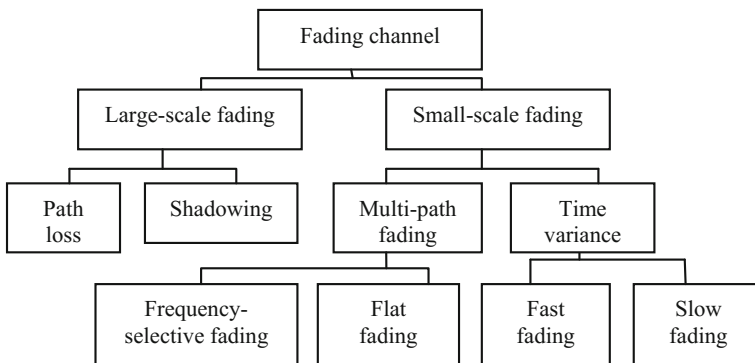 Fading channel
Large-scale fading
Small-scale fading
Path
loss
Shadowing
Multi-path
fading
Time
variance
Frequency-
selective fading
Flat
fading
Fast
fading
Slow
fading